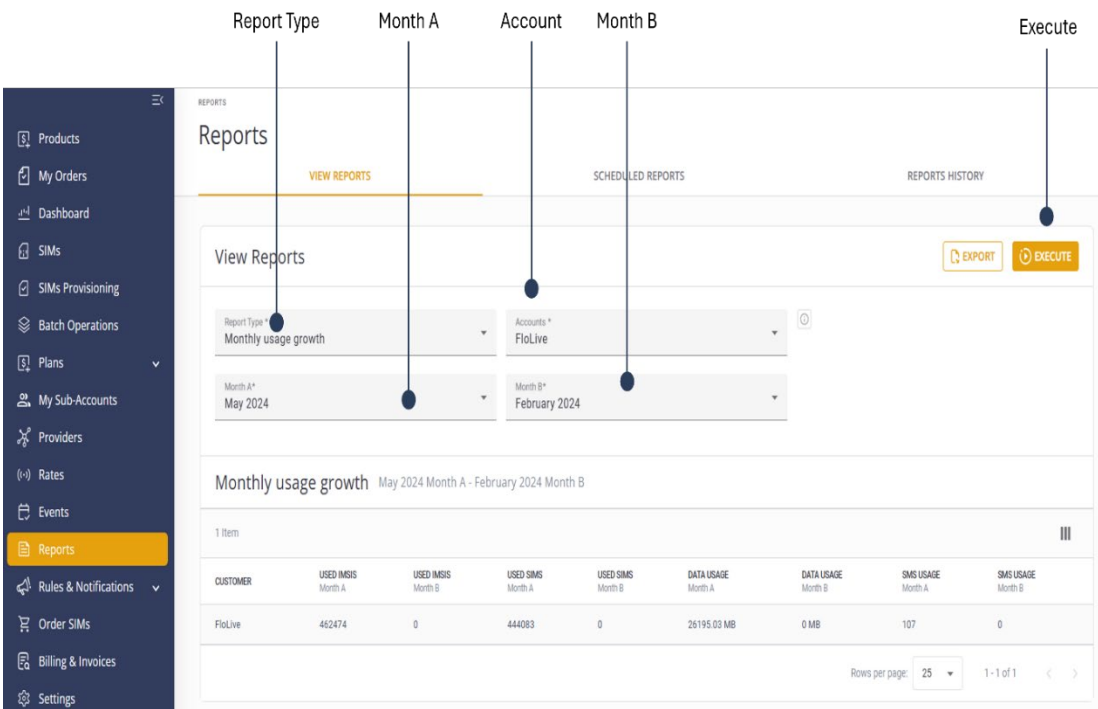 Report Type
Month A
Account
Month B
Execute
Products
My Orders
Dashboard
SIMs
SIMs Provisioning
Batch Operations
Plans
My Sub-Accounts
Providers
Rates
Events
Reports
Rules & Notifications
Order SIMs
Billing & Invoices
Settings
REPORTS
Reports
VIEW REPORTS
SCHEDULED REPORTS
REPORTS HISTORY
View Reports
EXPORT
EXECUTE
Report Type *
Monthly usage growth
Accounts *
FloLive
Month A*
May 2024
Month B*
February 2024
Monthly usage growth May 2024 Month A - February 2024 Month B
1 Item
CUSTOMER
USED IMSIS
Month A
USED IMSIS
Month B
USED SIMS
Month A
USED SIMS
Month B
DATA USAGE
Month A
DATA USAGE
Month B
SMS USAGE
Month A
SMS USAGE
Month B
FloLive 462474 0 444083 0 26195.03 MB 0 MB 107 0
Rows per page: 25 1 - 1 of 1